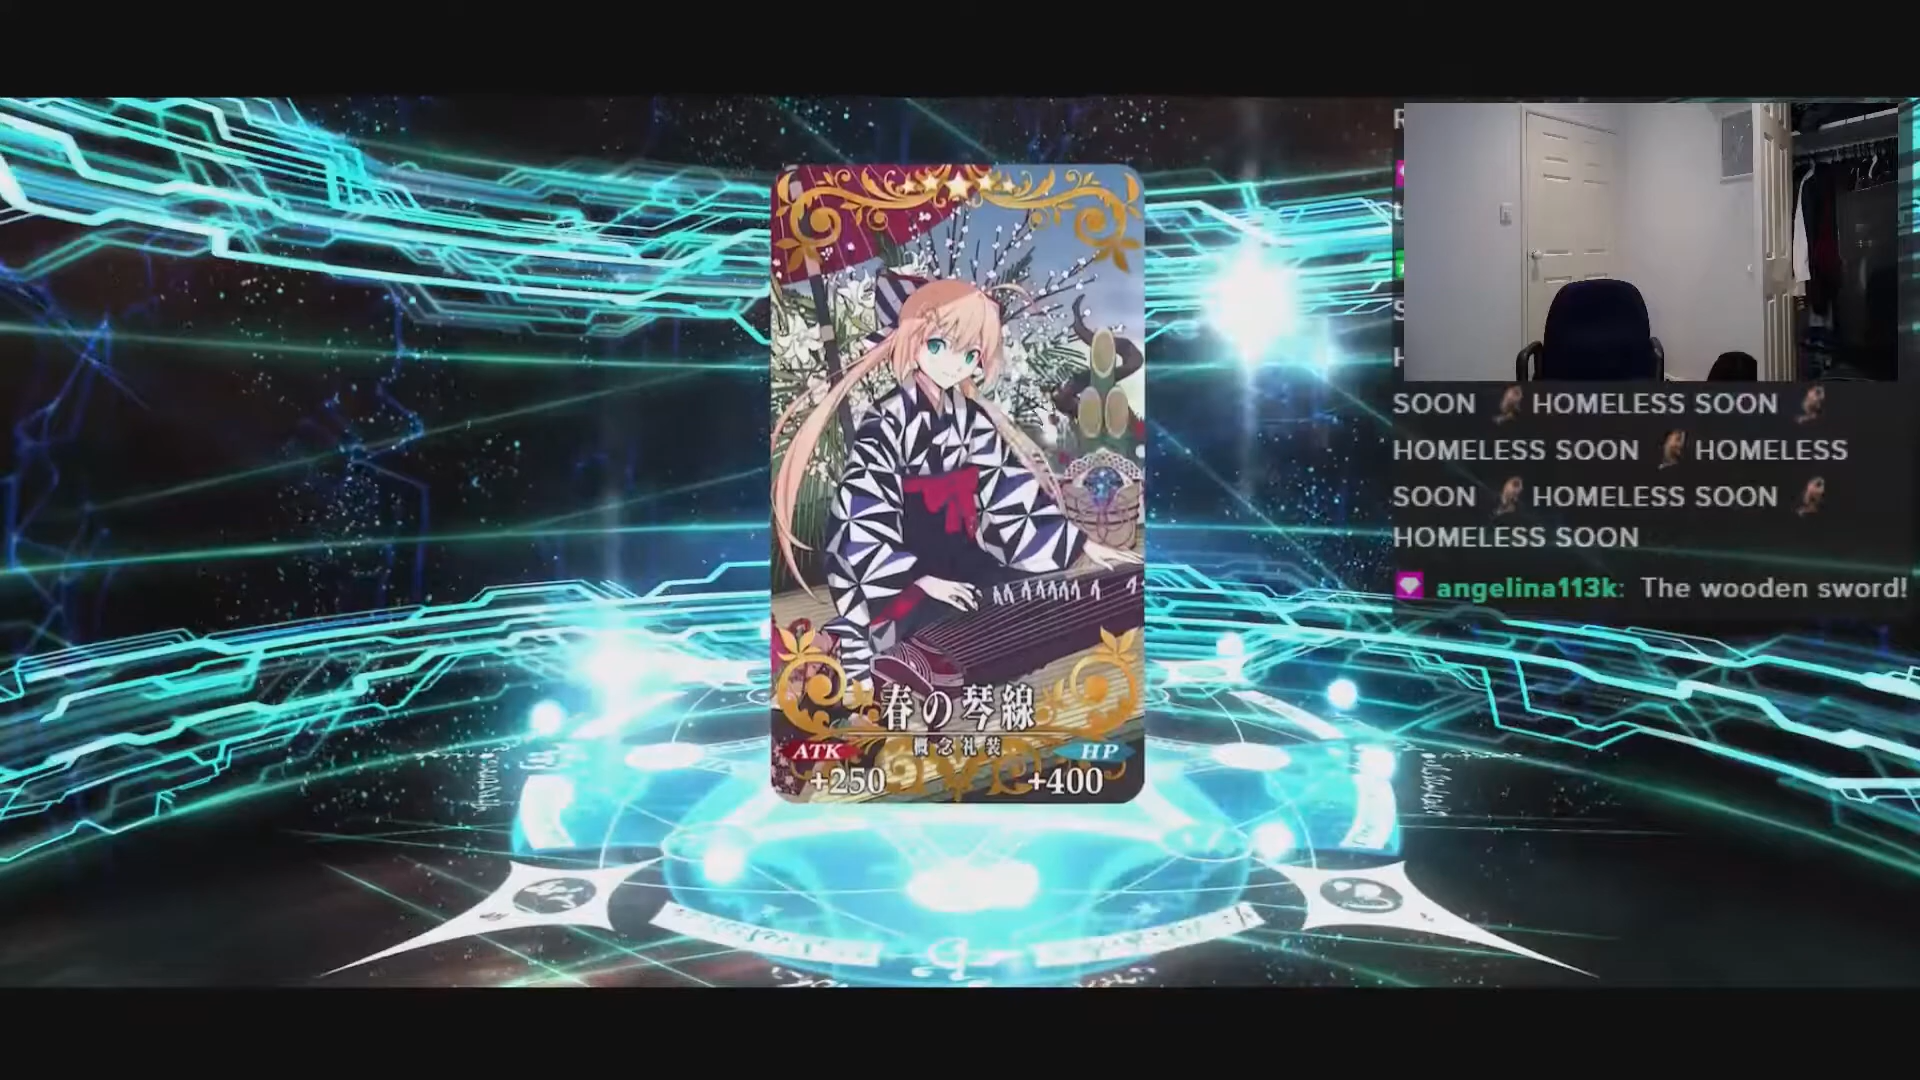 春の琴線
概念礼装
ATK
HP
+250
+400
SOON HOMELESS SOON
HOMELESS SOON HOMELESS
SOON HOMELESS SOON
HOMELESS SOON
angelina113k: The wooden sword!